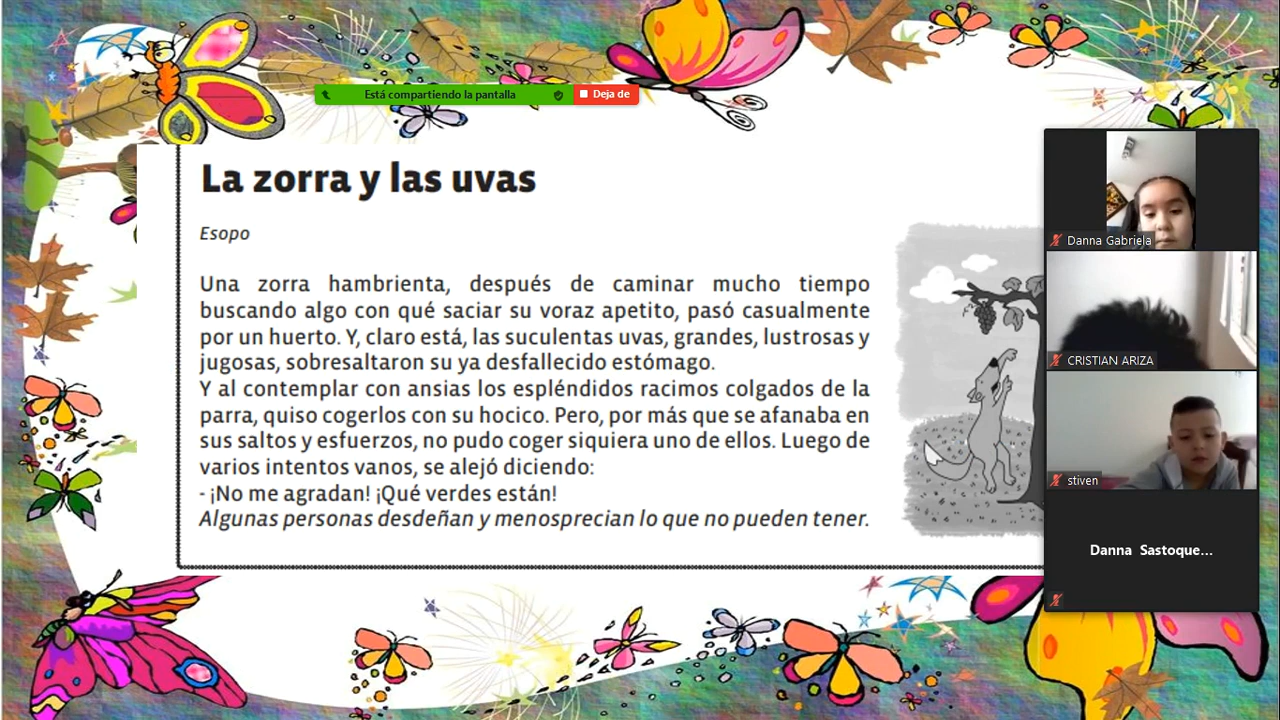 Está compartiendo la pantalla
Deja de
La zorra y las uvas
Esopo
Una zorra hambrienta, después de caminar mucho tiempo
buscando algo con qué saciar su voraz apetito, pasó casualmente
por un huerto. Y, claro está, las suculentas uvas, grandes, lustrosas y
jugosas, sobresaltaron su ya desfallecido estómago.
Y al contemplar con ansias los espléndidos racimos colgados de la
parra, quiso cogerlos con su hocico. Pero, por más que se afanaba en
sus saltos y esfuerzos, no pudo coger siquiera uno de ellos. Luego de
varios intentos vanos, se alejó diciendo:
- ¡No me agradan! ¡Qué verdes están!
Algunas personas desdeñan y menosprecian lo que no pueden tener.
Danna Gabriela
CRISTIAN ARIZA
stiven
Danna Sastoque...